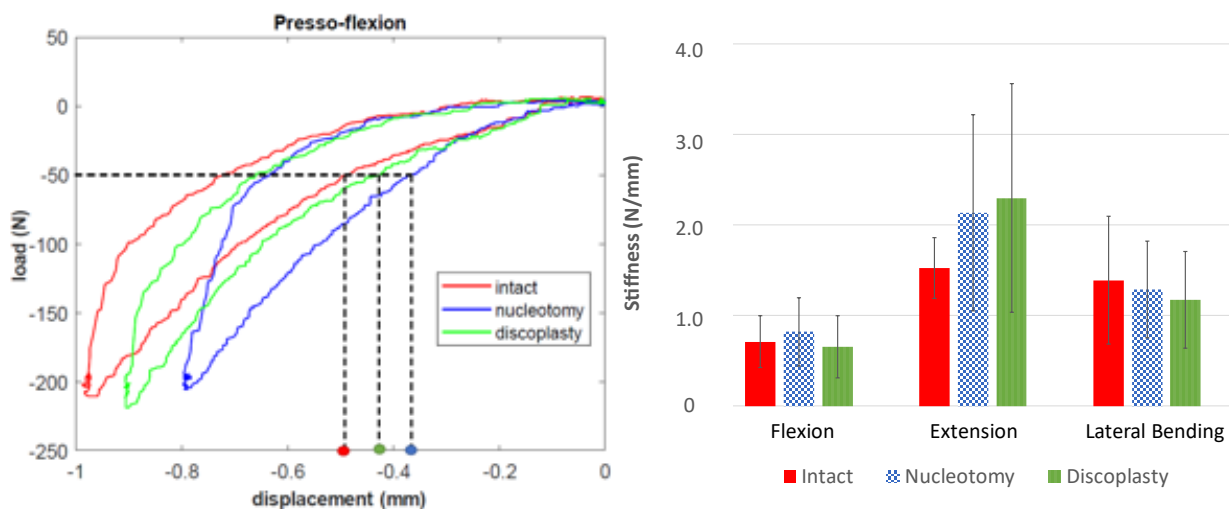 Presso-flexion
50
0
-50
-100
-150
-200
-250
load (N)
intact
nucleotomy
discoplasty
-1 -0.8 -0.6 -0.4 -0.2 0
displacement (mm)
4.0
3.0
2.0
1.0
0
Stiffness (N/mm)
Flexion Extension Lateral Bending
Intact Nucleotomy Discoplasty